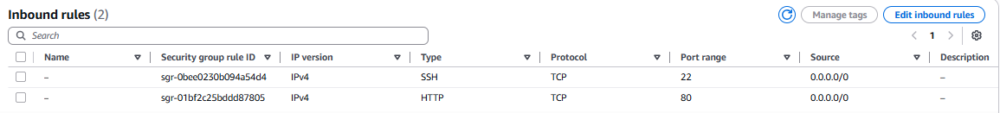 Inbound rules (2)
Manage tags
Edit inbound rules
Search
1
Name Security group rule ID IP version Type Protocol Port range Source Description
– sgr-0bee0230b094a54d4 IPv4 SSH TCP 22 0.0.0.0/0 –
– sgr-01bf2c25bddd87805 IPv4 HTTP TCP 80 0.0.0.0/0 –